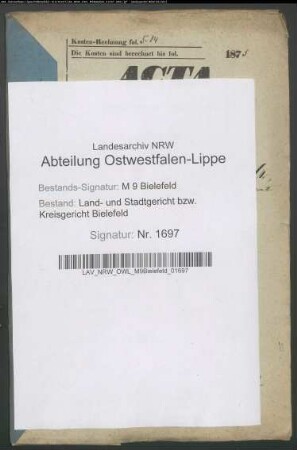 Kosten-Rechnung fol. 5.14
Die Kosten sind berechnet bis fol.
1875
ACTA
Landesarchiv NRW
Abteilung Ostwestfalen-Lippe
Bestands-Signatur: M 9 Bielefeld
Bestand: Land- und Stadtgericht bzw.
Kreisgericht Bielefeld
Signatur: Nr. 1697
LAV_NRW_OWL_M9Bielefeld_01697